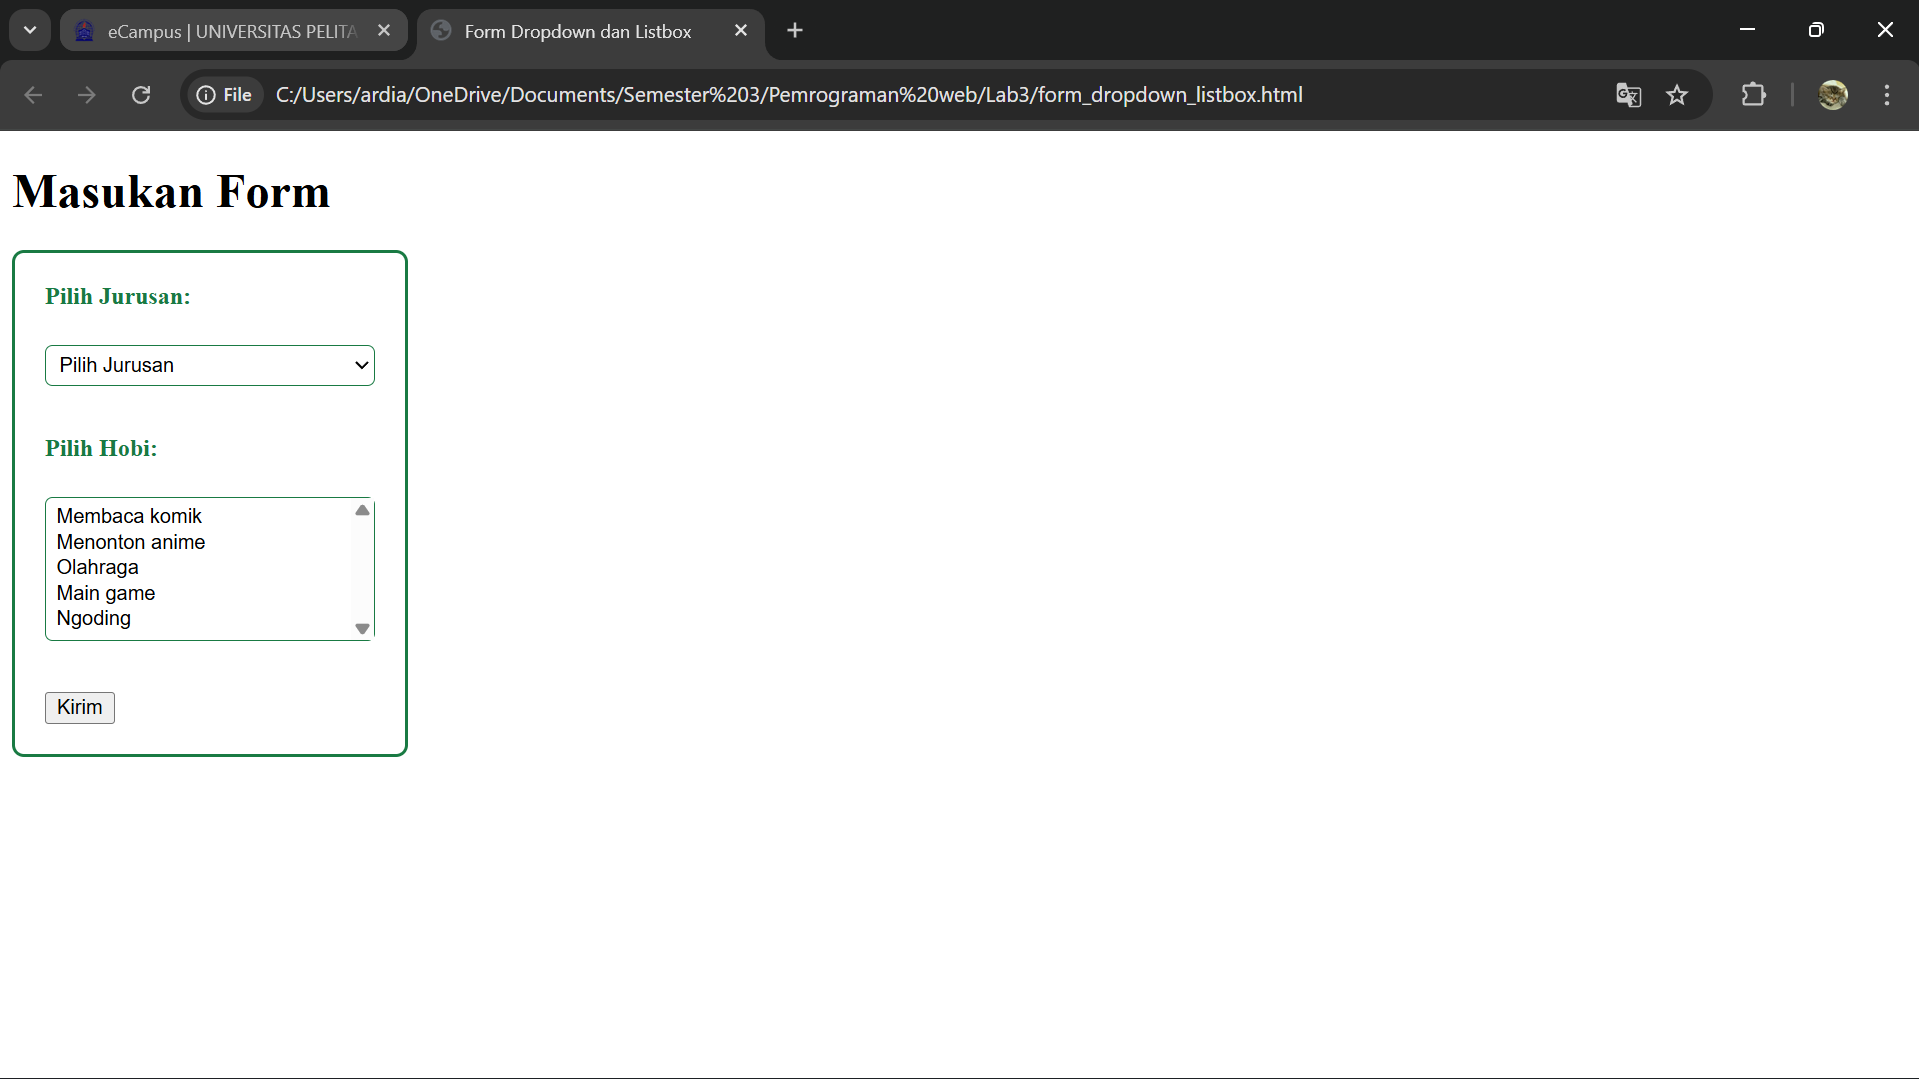 eCampus | UNIVERSITAS PELITA
Form Dropdown dan Listbox
File
C:/Users/ardia/OneDrive/Documents/Semester%203/Pemrograman%20web/Lab3/form_dropdown_listbox.html
Masukan Form
Pilih Jurusan:
Pilih Jurusan
Pilih Hobi:
Membaca komik
Menonton anime
Olahraga
Main game
Ngoding
Kirim